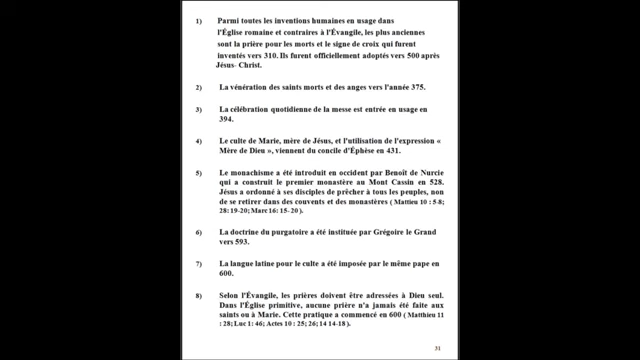 1) Parmi toutes les inventions humaines en usage dans
l'Église romaine et contraires à l'Évangile, les plus anciennes
sont la prière pour les morts et le signe de croix qui furent
inventés vers 310. Ils furent officiellement adoptés vers 500 après
Jésus- Christ.
2) La vénération des saints morts et des anges vers l'année 375.
3) La célébration quotidienne de la messe est entrée en usage en
394.
4) Le culte de Marie, mère de Jésus, et l'utilisation de l'expression «
Mère de Dieu », viennent du concile d'Éphèse en 431.
5) Le monachisme a été introduit en occident par Benoît de Nurcie
qui a construit le premier monastère au Mont Cassin en 528.
Jésus a ordonné à ses disciples de prêcher à tous les peuples, non
de se retirer dans des couvents et des monastères ( Mattieu 10 : 5-8;
28: 19-20; Marc 16: 15- 20 ).
6) La doctrine du purgatoire a été instituée par Grégoire le Grand
vers 593.
7) La langue latine pour le culte a été imposée par le même pape en
600.
8) Selon l'Évangile, les prières doivent être adressées à Dieu seul.
Dans l'Église primitive, aucune prière n'a jamais été faite aux
saints ou à Marie. Cette pratique a commencé en 600 ( Matthieu 11
: 28; Luc 1: 46; Actes 10 : 25; 26; 14 14-18 ).
31